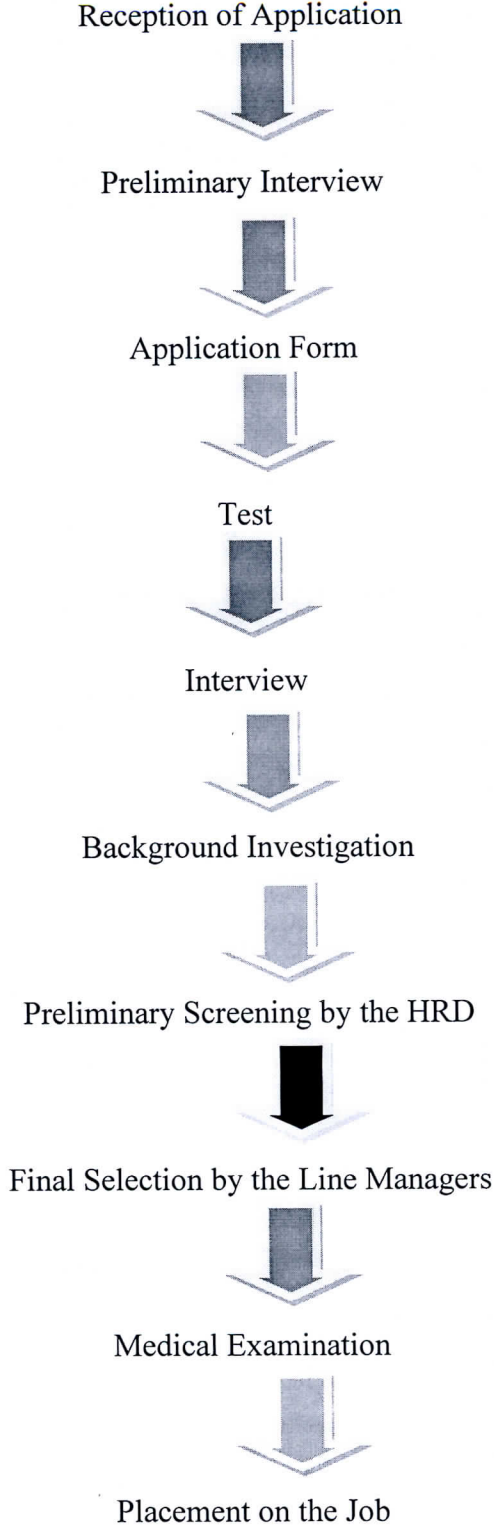 Reception of Application
Preliminary Interview
Application Form
Test
Interview
Background Investigation
Preliminary Screening by the HRD
Final Selection by the Line Managers
Medical Examination
Placement on the Job